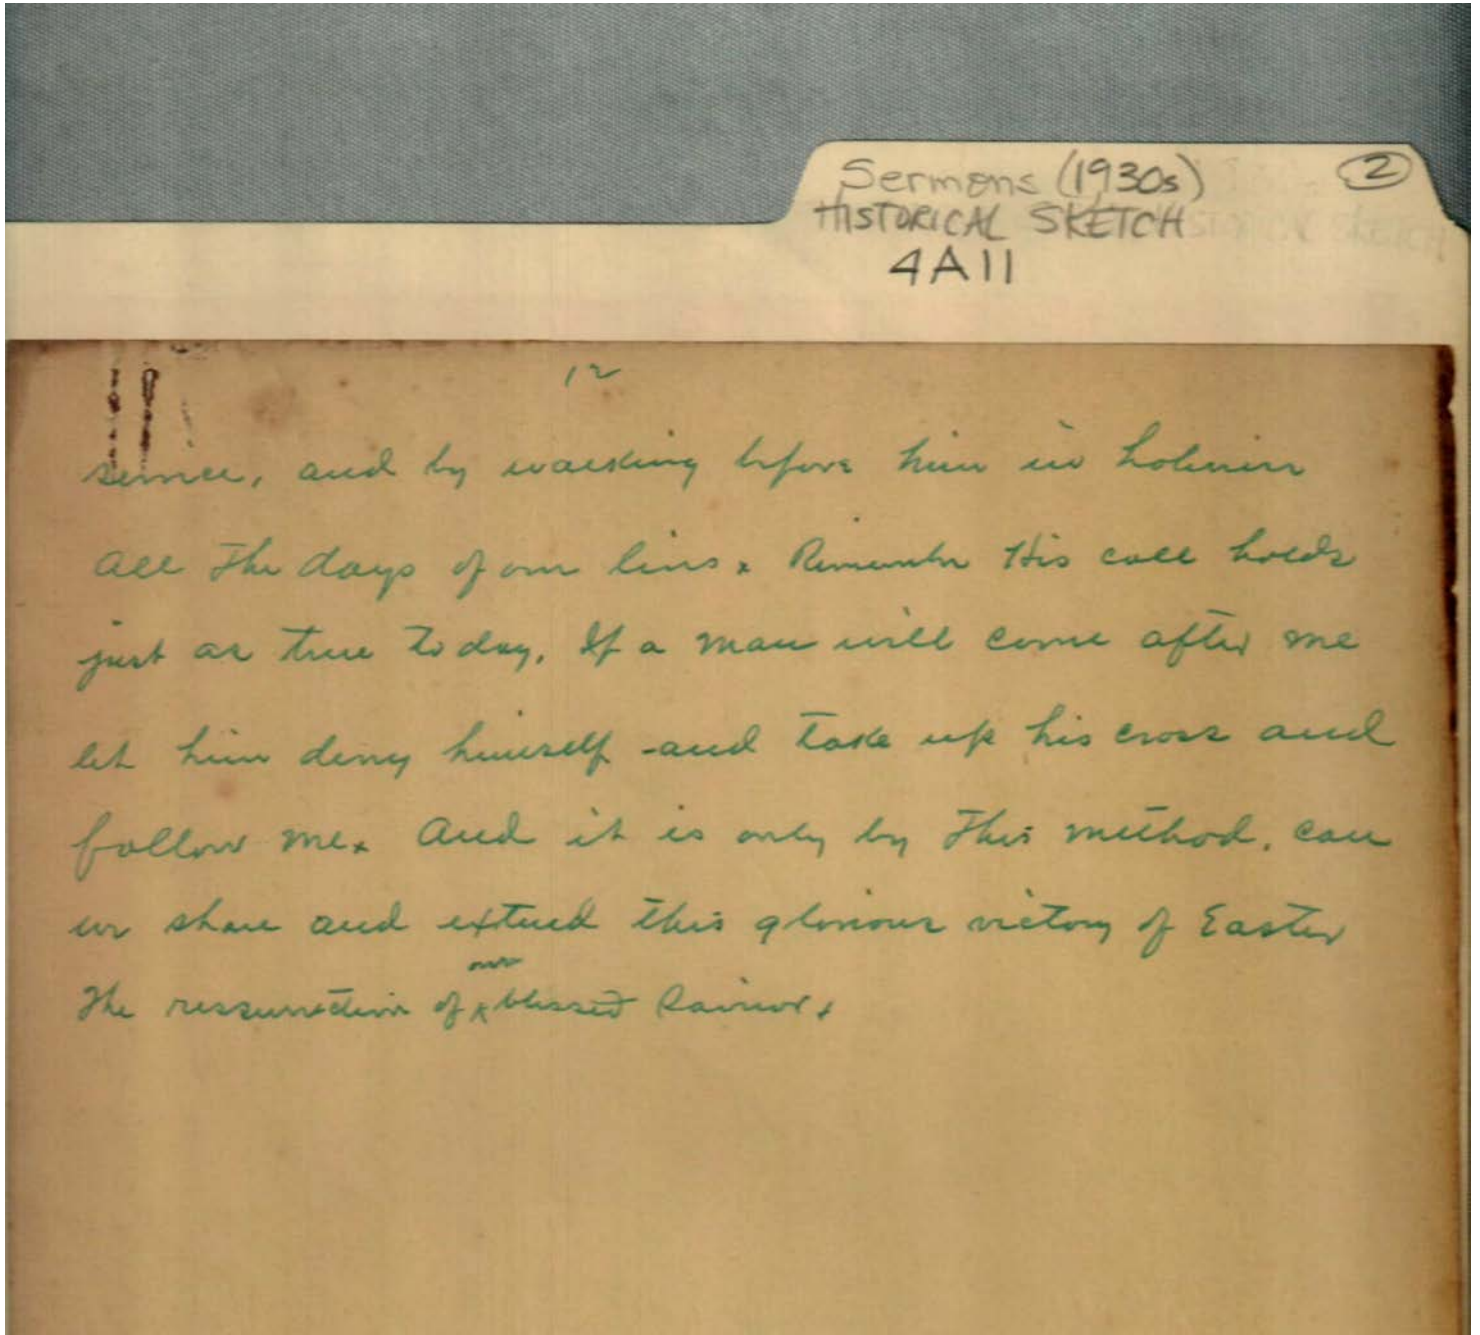 Sermons (1930s) 2
HISTORICAL SKETCH
4A11
12
service, and by walking before him in holiness
all the days of our lives. Remember His call holds
just as true today. If a man will come after me
let him deny himself and take up his cross and
follow me. And it is only by this method, can
we share and extend this glorious victory of Easter
our
The ressurection of blessed Savior.